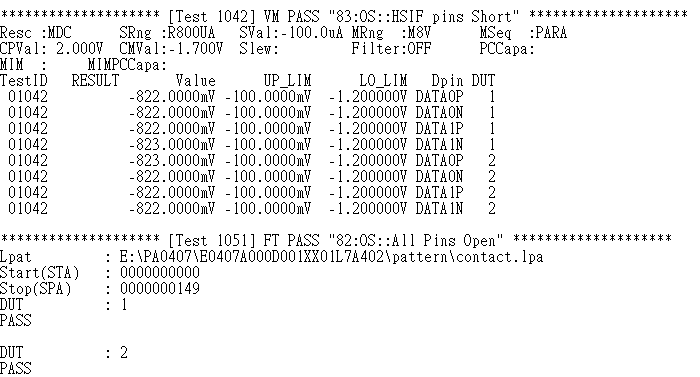 ******************** [Test 1042] VM PASS "83:OS::HSIF pins Short" ********************
Resc :MDC      SRng :R800UA   SVal:-100.0uA MRng  :M8V      MSeq  :PARA
CPVal: 2.000V  CMVal:-1.700V  Slew:         Filter:OFF      PCCapa:
MIM  :     MIMPCCapa:
TestID   RESULT       Value      UP_LIM      LO_LIM   Dpin DUT
01042          -822.0000mV -100.0000mV -1.200000V DATA0P   1
01042          -822.0000mV -100.0000mV -1.200000V DATA0N   1
01042          -822.0000mV -100.0000mV -1.200000V DATA1P   1
01042          -823.0000mV -100.0000mV -1.200000V DATA1N   1
01042          -823.0000mV -100.0000mV -1.200000V DATA0P   2
01042          -822.0000mV -100.0000mV -1.200000V DATA0N   2
01042          -822.0000mV -100.0000mV -1.200000V DATA1P   2
01042          -822.0000mV -100.0000mV -1.200000V DATA1N   2
******************** [Test 1051] FT PASS "82:OS::All Pins Open" ********************
Lpat         : E:\PA0407\E0407A000D001XX01L7A402\pattern\contact.lpa
Start(STA)   : 0000000000
Stop(SPA)    : 0000000149
DUT          : 1
PASS
DUT          : 2
PASS